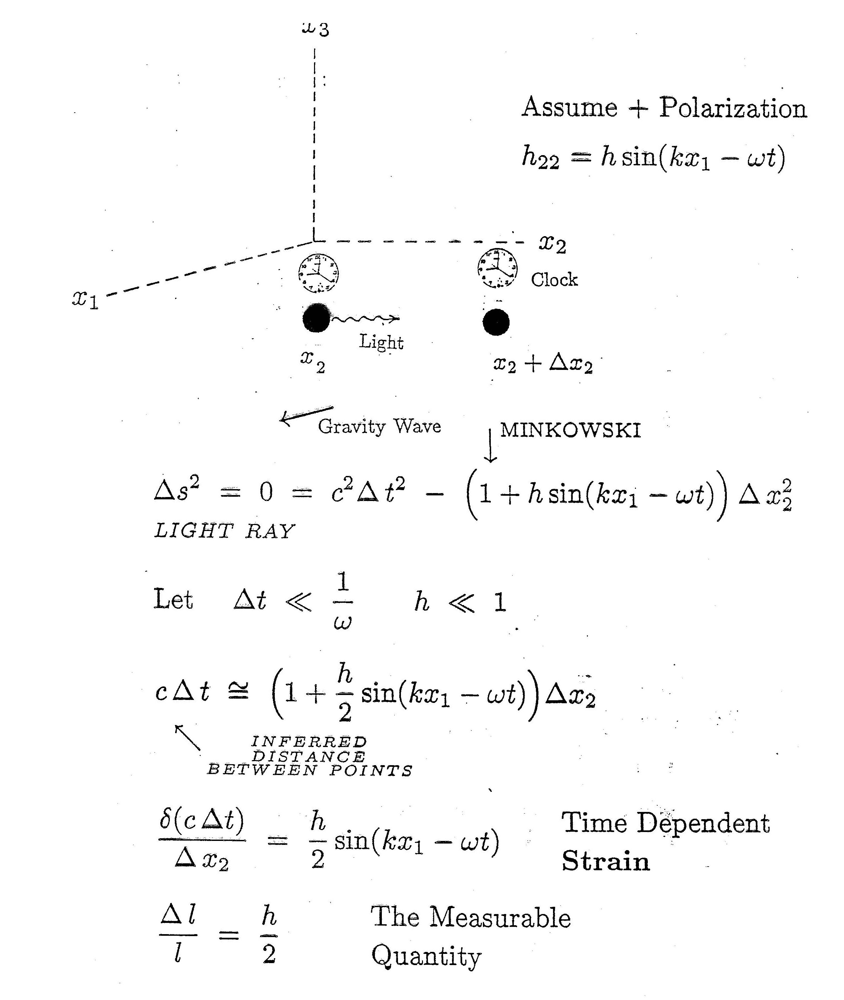 x₃
Assume + Polarization
h₂₂ = h sin(kx₁ − ωt)
x₂
Clock
x₁
Light
x₂
x₂ + Δx₂
Gravity Wave
MINKOWSKI
Δs² = 0 = c²Δt² − (1 + h sin(kx₁ − ωt)) Δx₂²
LIGHT RAY
Let Δt ≪ 1/ω h ≪ 1
cΔt ≅ (1 + h/2 sin(kx₁ − ωt)) Δx₂
INFERRED
DISTANCE
BETWEEN POINTS
δ(cΔt)/Δx₂ = h/2 sin(kx₁ − ωt) Time Dependent
Strain
Δl/l = h/2 The Measurable
Quantity